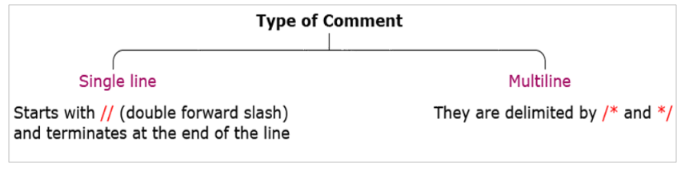 Type of Comment
Single line
Multiline
Starts with // (double forward slash)
and terminates at the end of the line
They are delimited by /* and */